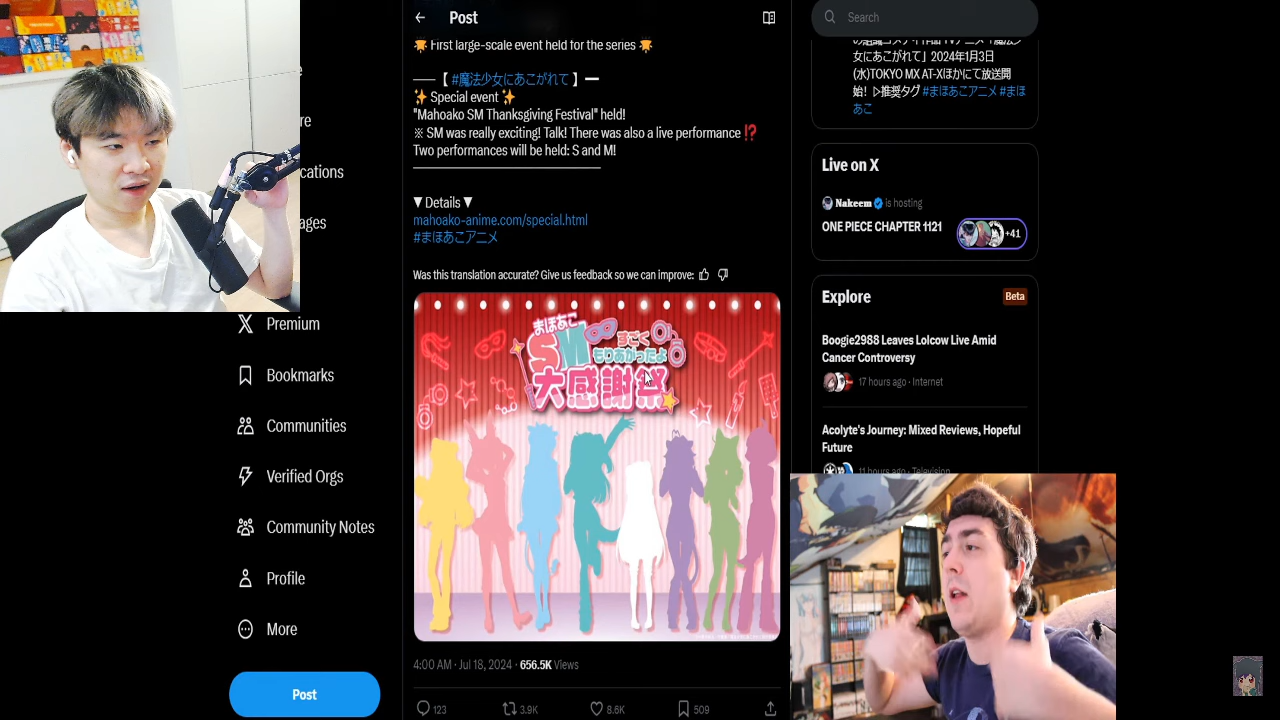 Post
Search
🌟 First large-scale event held for the series 🌟
——【 #魔法少女にあこがれて 】━
✨ Special event ✨
"Mahoako SM Thanksgiving Festival" held!
※ SM was really exciting! Talk! There was also a live performance ⁉️
Two performances will be held: S and M!
▼ Details ▼
mahoako-anime.com/special.html
#まほあこアニメ
Was this translation accurate? Give us feedback so we can improve:
まほあこ
SM
すごく
もりあがったよ
大感謝祭
4:00 AM · Jul 18, 2024 · 656.5K Views
123
3.9K
8.6K
509
re
cations
ages
Premium
Bookmarks
Communities
Verified Orgs
Community Notes
Profile
More
Post
女にあこがれて」2024年1月3日
(水)TOKYO MX AT-Xほかにて放送開
始! ▷推奨タグ #まほあこアニメ #まほ
あこ
Live on X
Nakeem is hosting
ONE PIECE CHAPTER 1121
+41
Explore
Beta
Boogie2988 Leaves Lolcow Live Amid
Cancer Controversy
17 hours ago · Internet
Acolyte's Journey: Mixed Reviews, Hopeful
Future
11 hours ago · Television